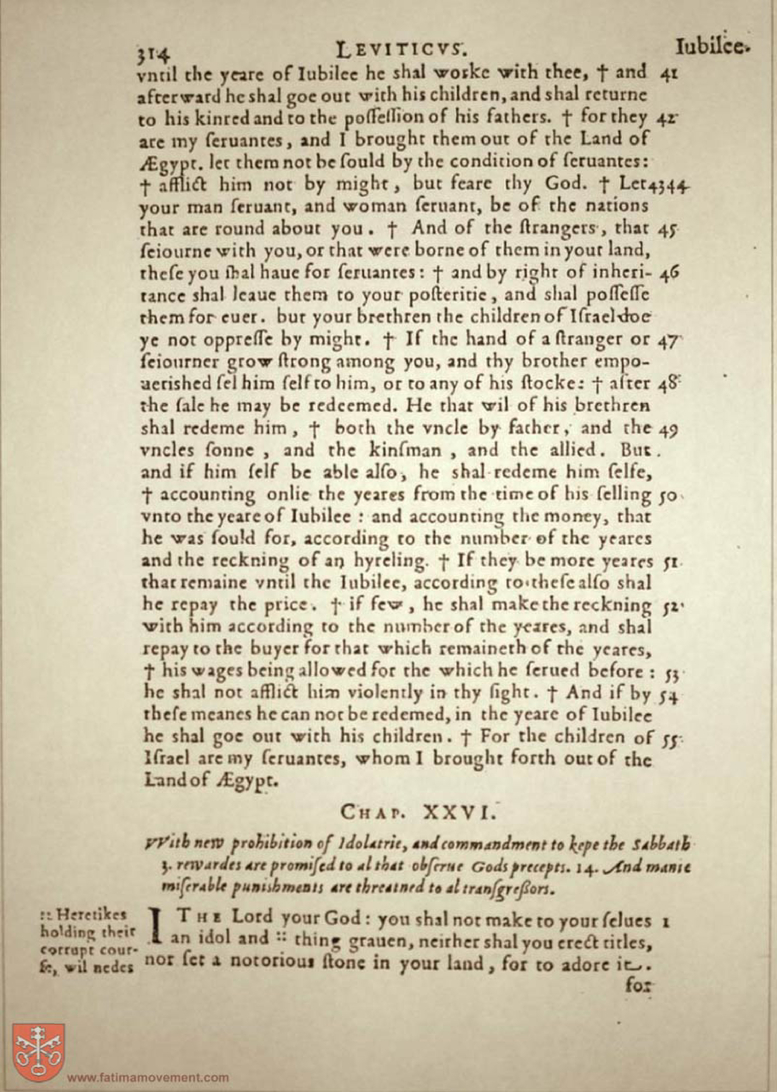 314 LEVITICVS. Iubilee.
vntil the yeare of Iubilee he shal worke with thee, † and 41
afterward he shal goe out with his children, and shal returne
to his kinred and to the poſſeſſion of his fathers. † for they 42
are my ſeruantes, and I brought them out of the Land of
Ægypt. let them not be ſould by the condition of ſeruantes:
† afflict him not by might, but feare thy God. † Let 43 44
your man ſeruant, and woman ſeruant, be of the nations
that are round about you. † And of the ſtrangers, that 45
ſeiourne with you, or that were borne of them in your land,
theſe you ſhal haue for ſeruantes: † and by right of inheri- 46
tance shal leaue them to your poſteritie, and shal poſſeſſe
them for euer. but your brethren the children of Iſrael doe
ye not oppreſſe by might. † If the hand of a ſtranger or 47
ſeiourner grow ſtrong among you, and thy brother empo-
uerished ſel him ſelf to him, or to any of his ſtocke: † after 48
the ſale he may be redeemed. He that wil of his brethren
shal redeme him, † both the vncle by father, and the 49
vncles ſonne, and the kinſman, and the allied. But.
and if him ſelf be able alſo, he shal redeme him ſelfe,
† accounting onlie the yeares from the time of his ſelling 50
vnto the yeare of Iubilee: and accounting the money, that
he was ſould for, according to the number of the yeares
and the reckning of an hyreling. † If they be more yeares 51
that remaine vntil the Iubilee, according to theſe alſo shal
he repay the price. † if few, he shal make the reckning 52
with him according to the number of the yeares, and shal
repay to the buyer for that which remaineth of the yeares,
† his wages being allowed for the which he ſerued before: 53
he shal not afflict him violently in thy ſight. † And if by 54
theſe meanes he can not be redemed, in the yeare of Iubilee
he shal goe out with his children. † For the children of 55
Iſrael are my ſeruantes, whom I brought forth out of the
Land of Ægypt.
CHAP. XXVI.
VVith new prohibition of Idolatrie, and commandment to kepe the Sabbath
3. rewardes are promiſed to al that obſerue Gods precepts. 14. And manie
miſerable punishments are threatned to al tranſgreſſors.
:: Heretikes
holding their
corrupt cour-
ſe, wil nedes
I THE Lord your God: you shal not make to your ſelues 1
an idol and :: thing grauen, neither shal you erect titles,
nor ſet a notorious ſtone in your land, for to adore it.
for
www.fatimamovement.com